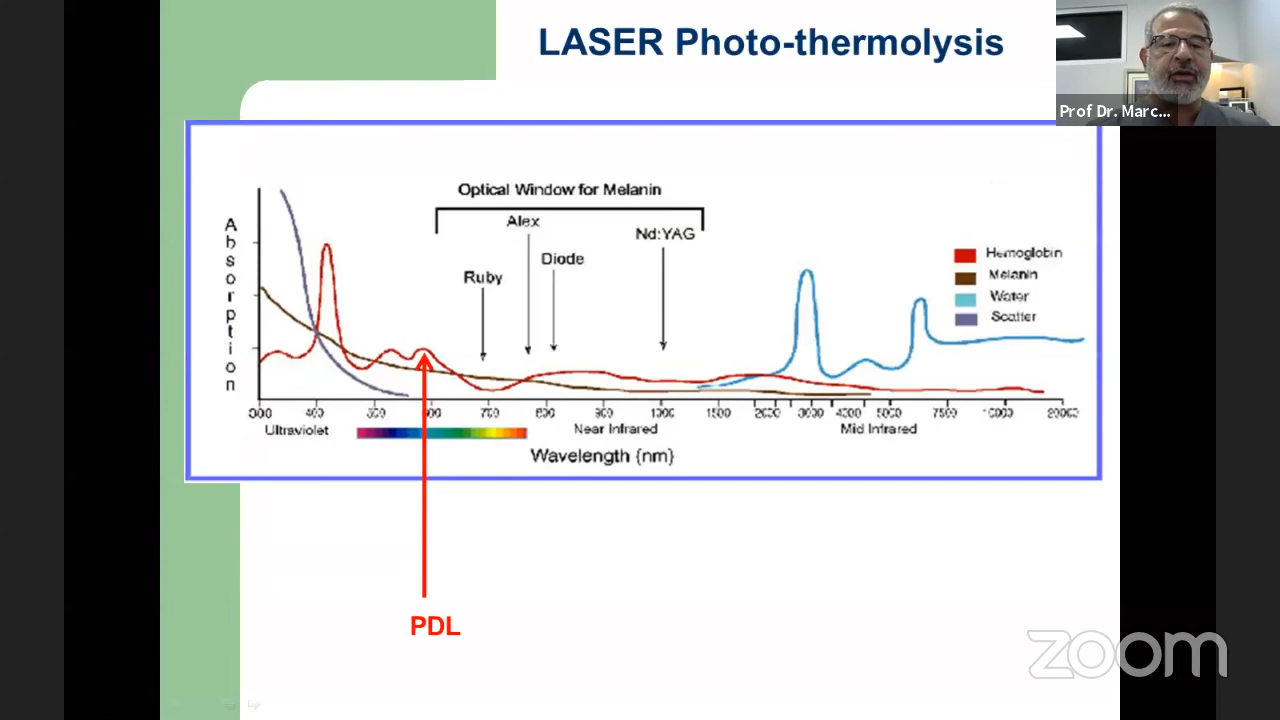 LASER Photo-thermolysis
Prof Dr. Marc...
Optical Window for Melanin
Alex
Nd:YAG
Diode
Ruby
Absorption
Hemoglobin
Melanin
Water
Scatter
300 400 500 600 700 800 900 1000 1500 2000 3000 4000 5000 7500 10000 20000
Ultraviolet Near Infrared Mid Infrared
Wavelength (nm)
PDL
zoom